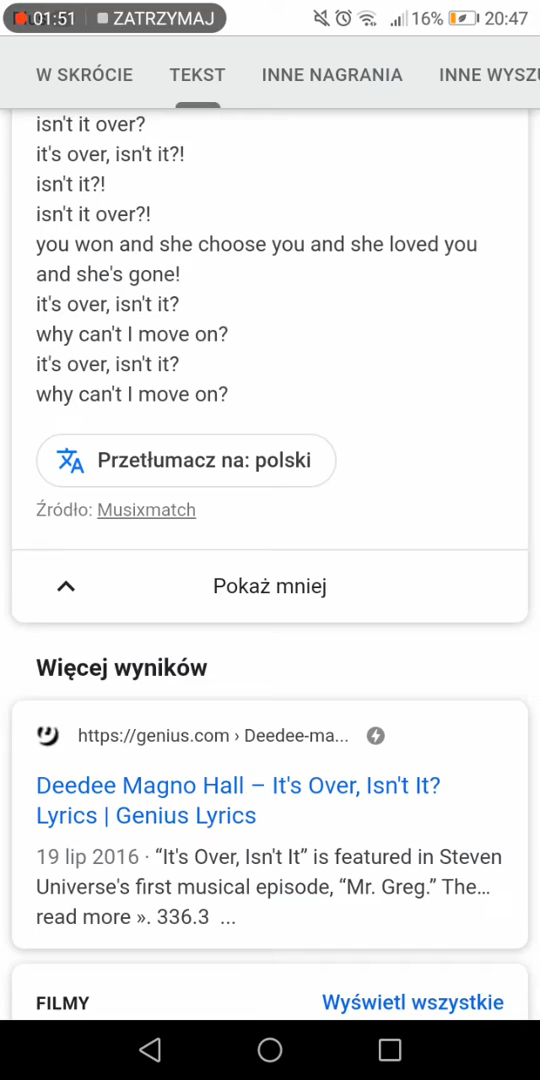 01:51 ZATRZYMAJ 16% 20:47
W SKRÓCIE TEKST INNE NAGRANIA INNE WYSZU
isn't it over?
it's over, isn't it?!
isn't it?!
isn't it over?!
you won and she choose you and she loved you
and she's gone!
it's over, isn't it?
why can't I move on?
it's over, isn't it?
why can't I move on?
Przetłumacz na: polski
Źródło: Musixmatch
Pokaż mniej
Więcej wyników
https://genius.com › Deedee-ma...
Deedee Magno Hall – It's Over, Isn't It?
Lyrics | Genius Lyrics
19 lip 2016 · “It's Over, Isn't It” is featured in Steven
Universe's first musical episode, “Mr. Greg.” The...
read more ». 336.3 ...
FILMY Wyświetl wszystkie